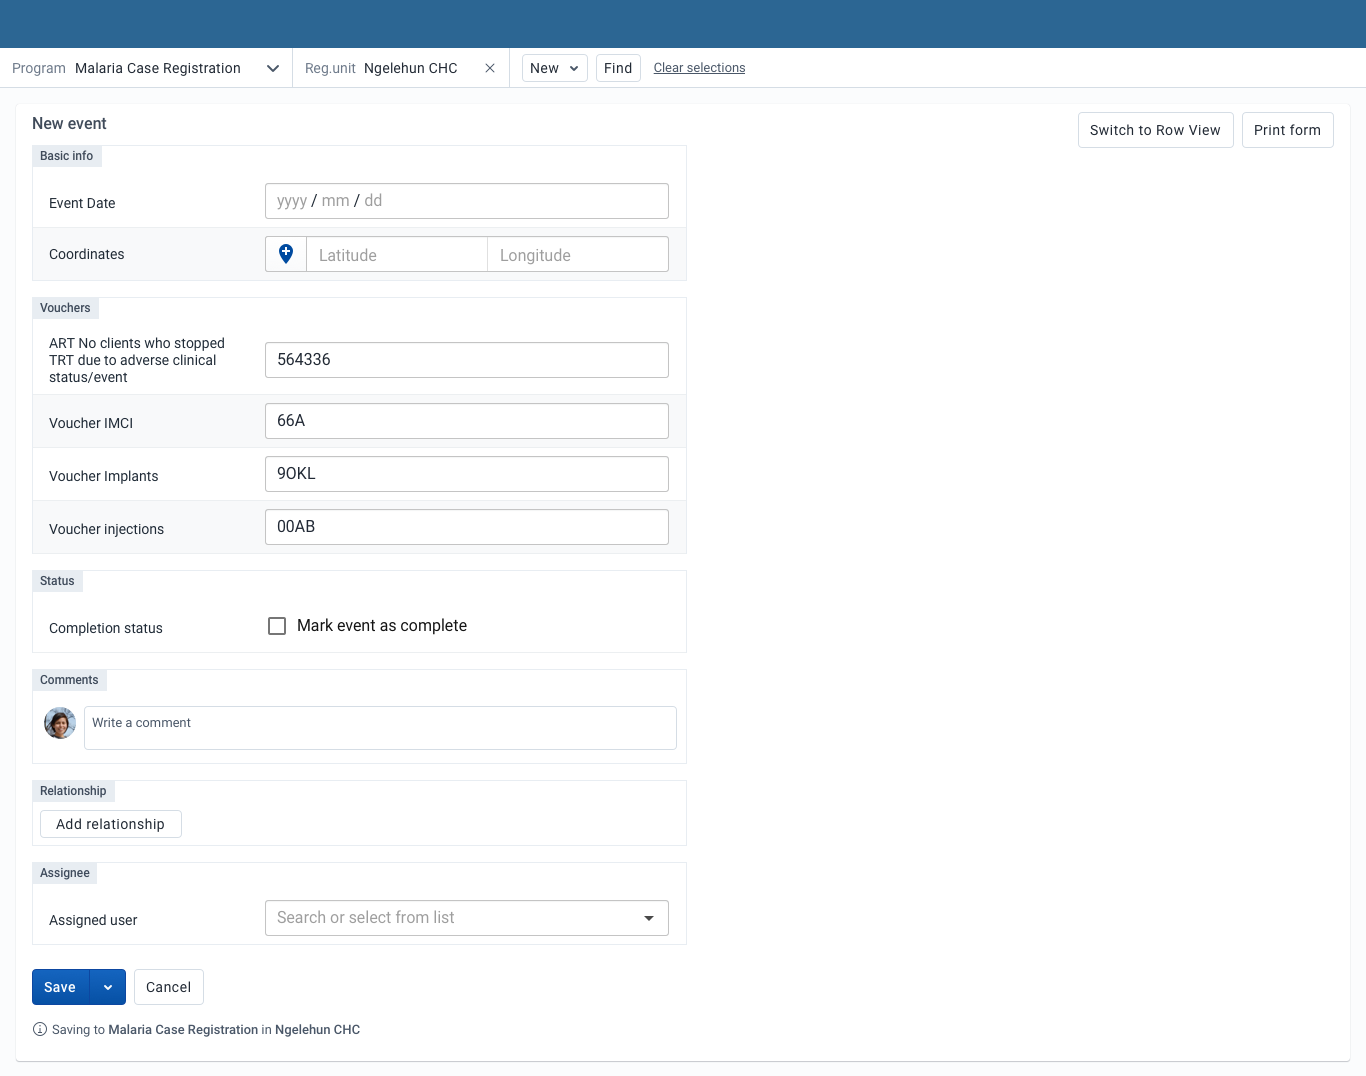 Program Malaria Case Registration Reg.unit Ngelehun CHC New Find Clear selections
New event Switch to Row View Print form
Basic info
Event Date yyyy / mm / dd
Coordinates Latitude Longitude
Vouchers
ART No clients who stopped
TRT due to adverse clinical
status/event
564336
Voucher IMCI 66A
Voucher Implants 9OKL
Voucher injections 00AB
Status
Completion status Mark event as complete
Comments
Write a comment
Relationship
Add relationship
Assignee
Assigned user Search or select from list
Save Cancel
Saving to Malaria Case Registration in Ngelehun CHC